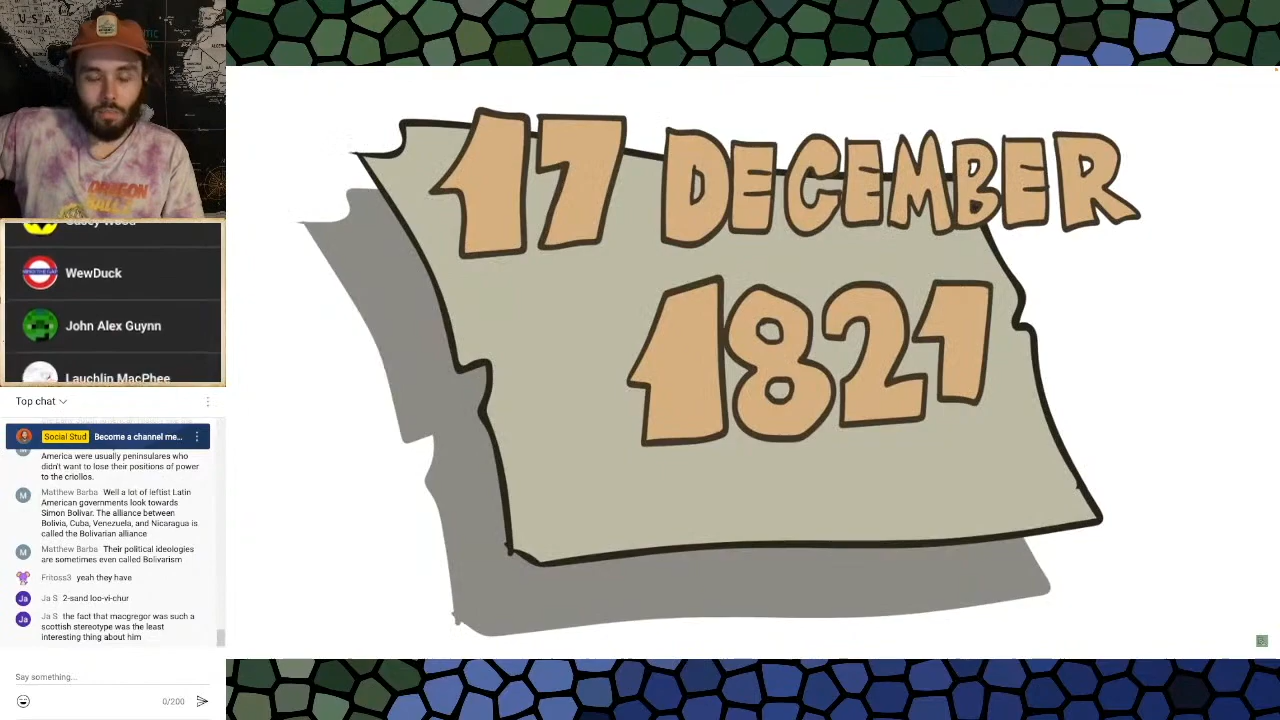 U.S.A
17 DECEMBER
1821
DRAGON
BALL
WewDuck
John Alex Guynn
Lauchlin MacPhee
Top chat
Social Stud Become a channel me...
America were usually peninsulares who
didn't want to lose their positions of power
to the criollos.
Matthew Barba Well a lot of leftist Latin
American governments look towards
Simon Bolivar. The alliance between
Bolivia, Cuba, Venezuela, and Nicaragua is
called the Bolivarian alliance
Matthew Barba Their political ideologies
are sometimes even called Bolivarism
Fritoss3 yeah they have
Ja S 2-sand loo-vi-chur
Ja S the fact that macgregor was such a
scottish stereotype was the least
interesting thing about him
Say something...
0/200